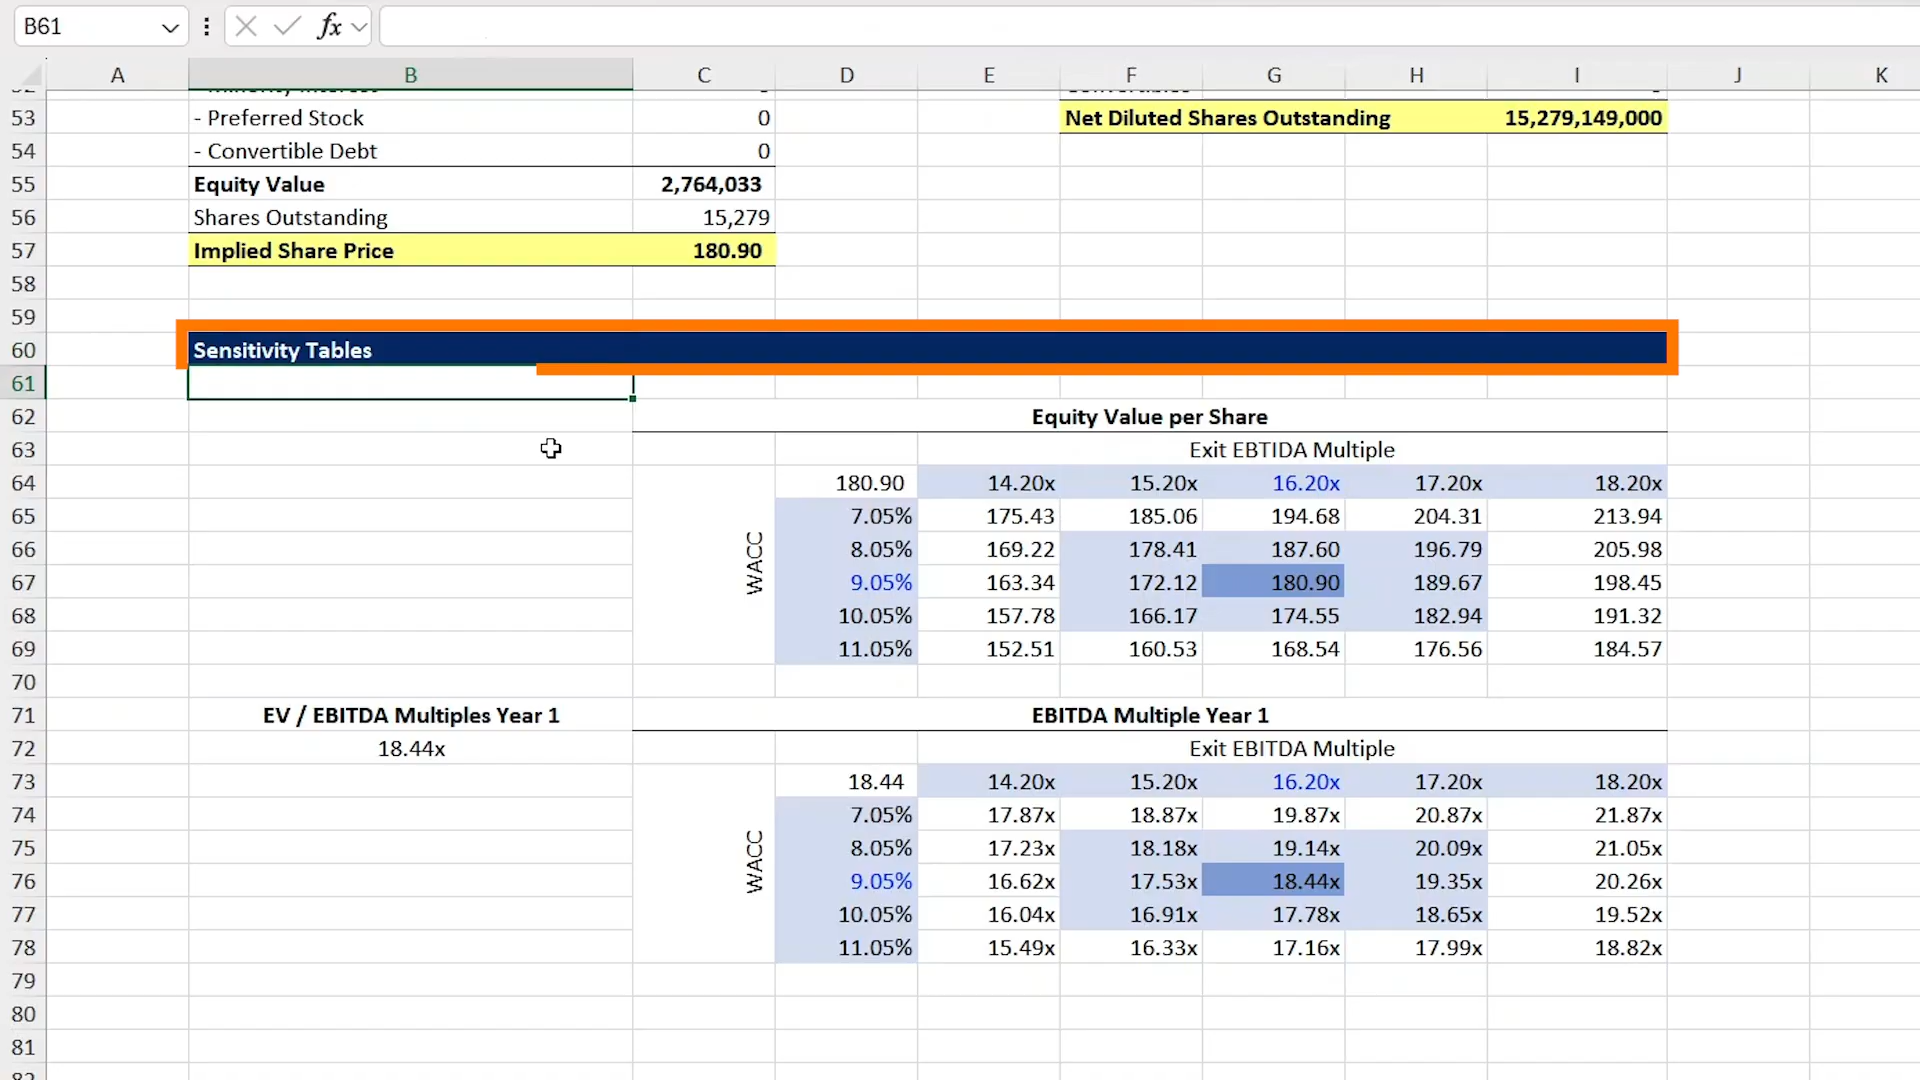 B61 fx
A B C D E F G H I J K
53 - Preferred Stock 0 Net Diluted Shares Outstanding 15,279,149,000
54 - Convertible Debt 0
55 Equity Value 2,764,033
56 Shares Outstanding 15,279
57 Implied Share Price 180.90
58
59
60 Sensitivity Tables
61
62 Equity Value per Share
63 Exit EBTIDA Multiple
64 180.90 14.20x 15.20x 16.20x 17.20x 18.20x
65 7.05% 175.43 185.06 194.68 204.31 213.94
66 8.05% 169.22 178.41 187.60 196.79 205.98
WACC
67 9.05% 163.34 172.12 180.90 189.67 198.45
68 10.05% 157.78 166.17 174.55 182.94 191.32
69 11.05% 152.51 160.53 168.54 176.56 184.57
70
71 EV / EBITDA Multiples Year 1 EBITDA Multiple Year 1
72 18.44x Exit EBITDA Multiple
73 18.44 14.20x 15.20x 16.20x 17.20x 18.20x
74 7.05% 17.87x 18.87x 19.87x 20.87x 21.87x
75 8.05% 17.23x 18.18x 19.14x 20.09x 21.05x
WACC
76 9.05% 16.62x 17.53x 18.44x 19.35x 20.26x
77 10.05% 16.04x 16.91x 17.78x 18.65x 19.52x
78 11.05% 15.49x 16.33x 17.16x 17.99x 18.82x
79
80
81